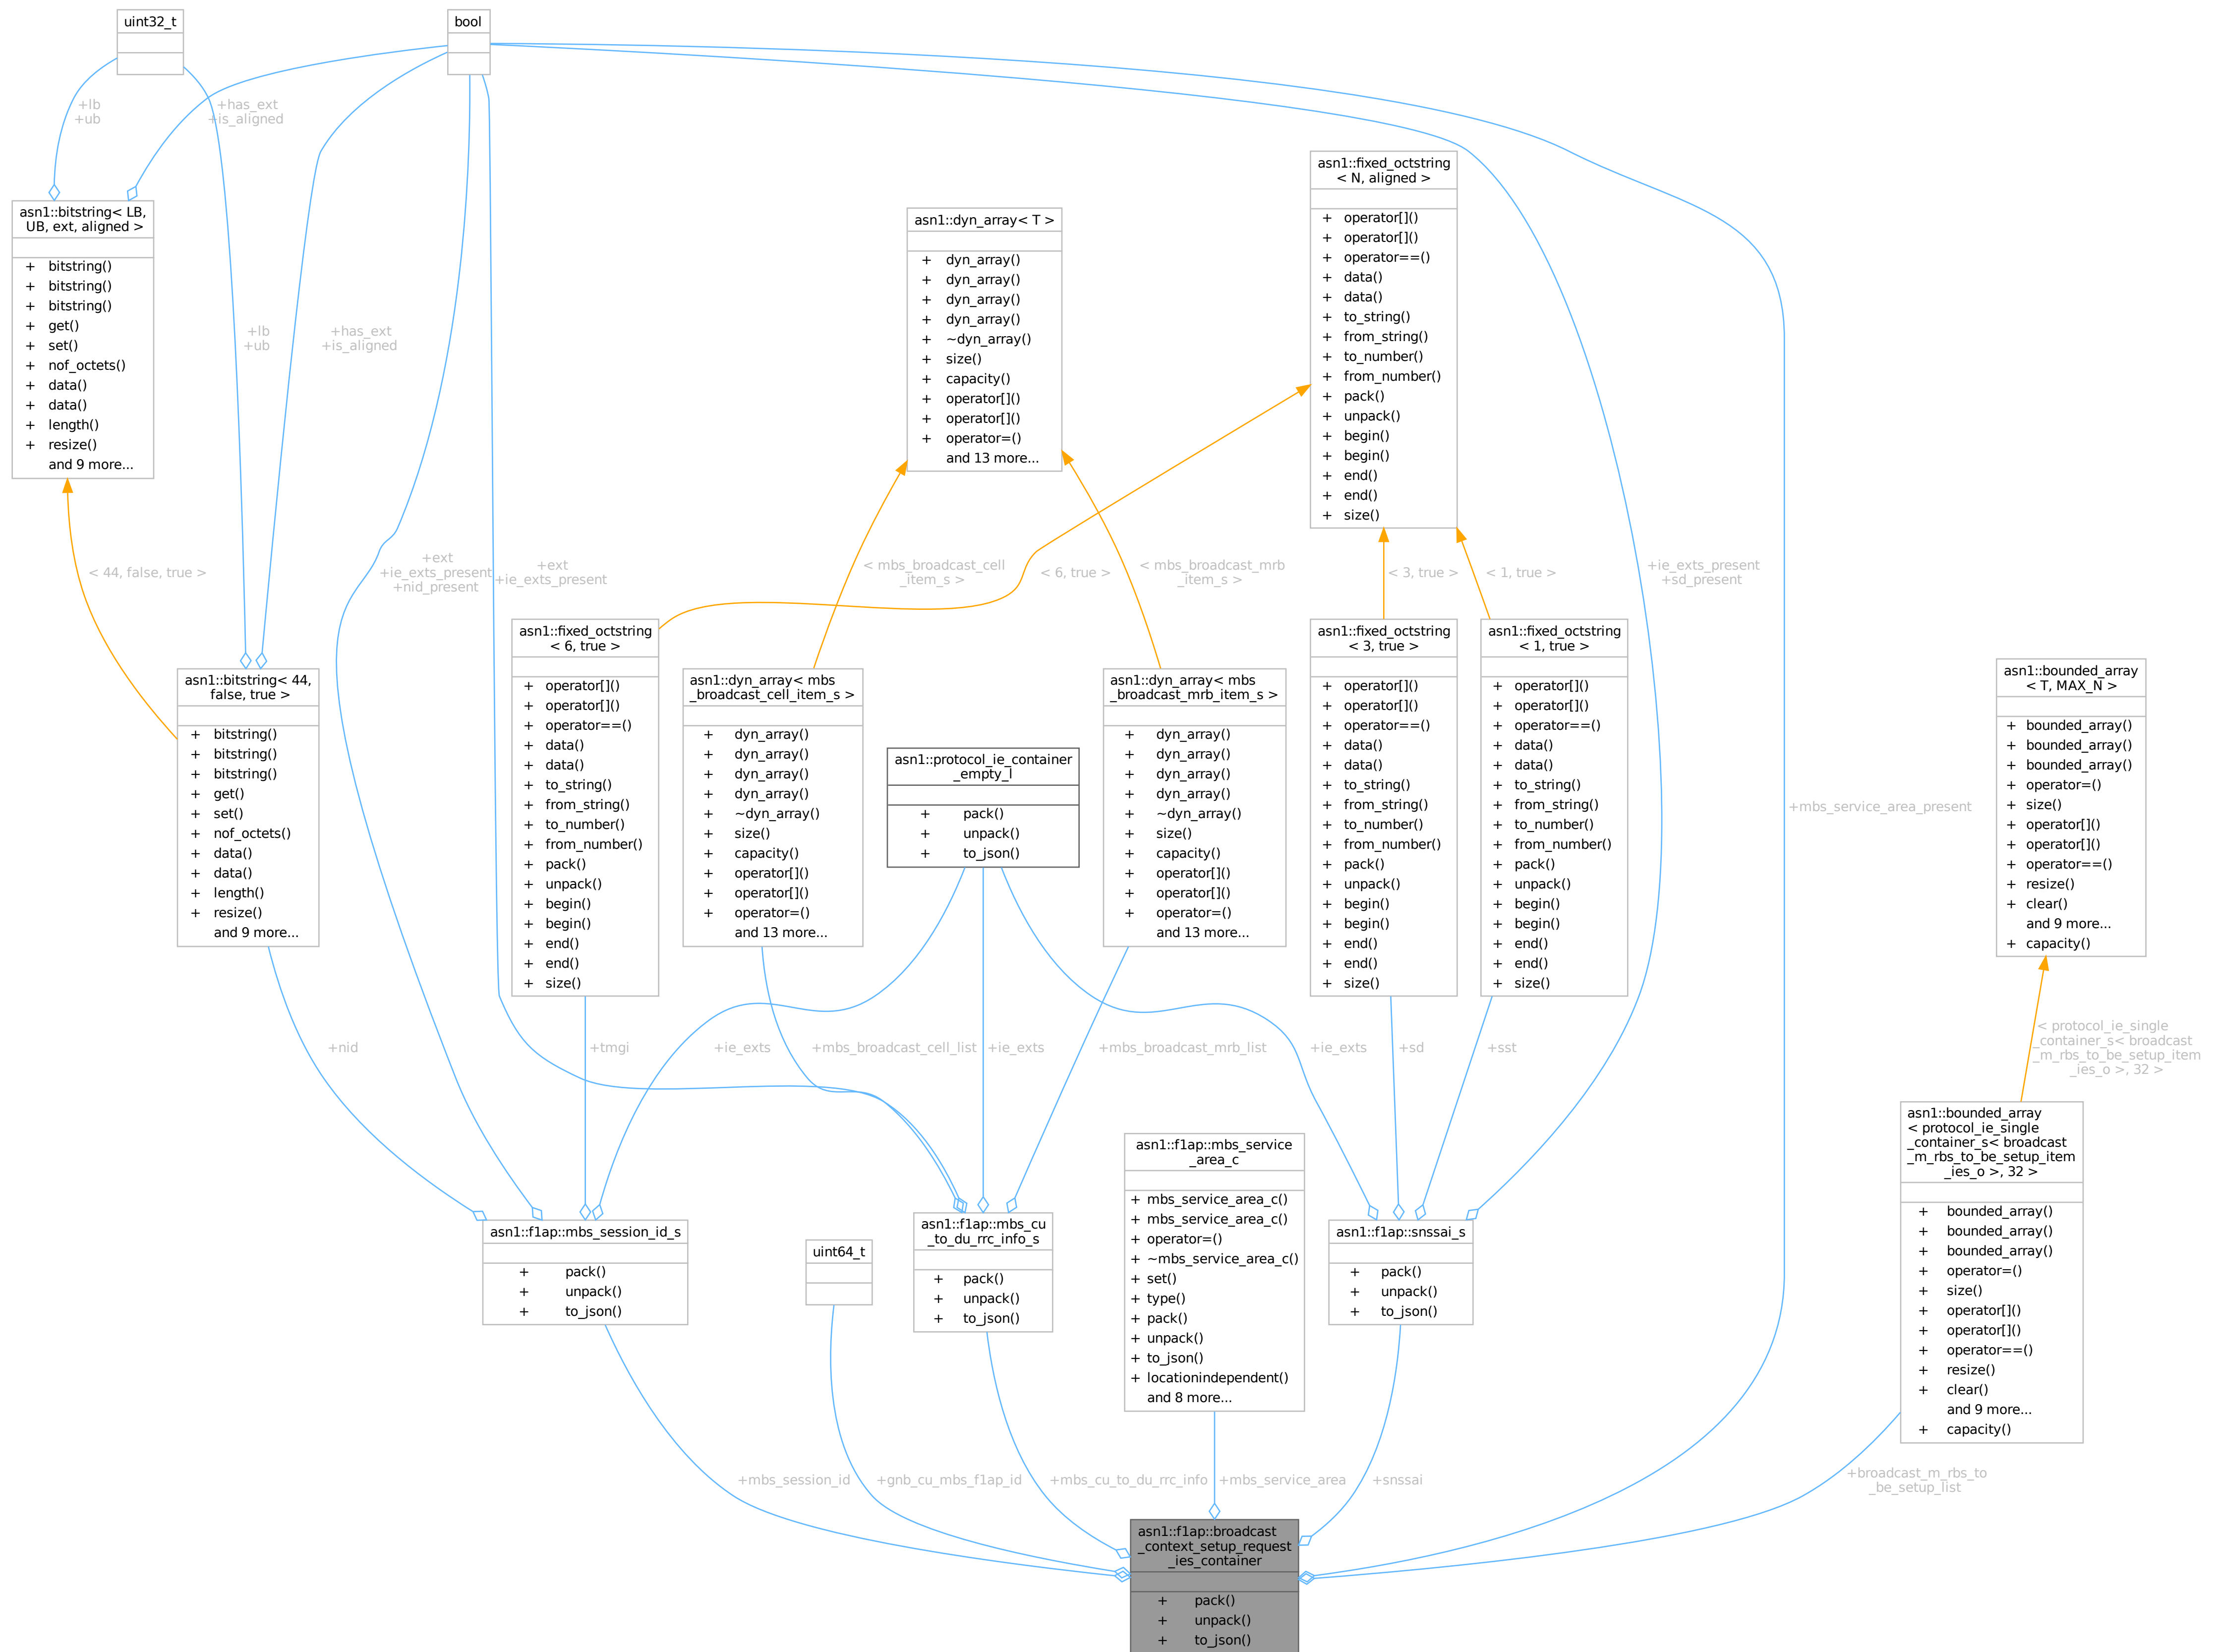 uint32_t
bool
+lb
+ub
+has_ext
+is_aligned
asn1::bitstring< LB,
UB, ext, aligned >
+ bitstring()
+ bitstring()
+ bitstring()
+ get()
+ set()
+ nof_octets()
+ data()
+ data()
+ length()
+ resize()
and 9 more...
asn1::dyn_array< T >
+ dyn_array()
+ dyn_array()
+ dyn_array()
+ dyn_array()
+ ~dyn_array()
+ size()
+ capacity()
+ operator[]()
+ operator[]()
+ operator=()
and 13 more...
asn1::fixed_octstring
< N, aligned >
+ operator[]()
+ operator[]()
+ operator==()
+ data()
+ data()
+ to_string()
+ from_string()
+ to_number()
+ from_number()
+ pack()
+ unpack()
+ begin()
+ begin()
+ end()
+ end()
+ size()
+lb
+ub
+has_ext
+is_aligned
< 44, false, true >
+ext
+ie_exts_present
+nid_present
+ext
+ie_exts_present
< mbs_broadcast_cell
_item_s >
< 6, true >
< mbs_broadcast_mrb
_item_s >
< 3, true >
< 1, true >
+ie_exts_present
+sd_present
asn1::bitstring< 44,
false, true >
+ bitstring()
+ bitstring()
+ bitstring()
+ get()
+ set()
+ nof_octets()
+ data()
+ data()
+ length()
+ resize()
and 9 more...
asn1::fixed_octstring
< 6, true >
+ operator[]()
+ operator[]()
+ operator==()
+ data()
+ data()
+ to_string()
+ from_string()
+ to_number()
+ from_number()
+ pack()
+ unpack()
+ begin()
+ begin()
+ end()
+ end()
+ size()
asn1::dyn_array< mbs
_broadcast_cell_item_s >
+ dyn_array()
+ dyn_array()
+ dyn_array()
+ dyn_array()
+ ~dyn_array()
+ size()
+ capacity()
+ operator[]()
+ operator[]()
+ operator=()
and 13 more...
asn1::protocol_ie_container
_empty_l
+ pack()
+ unpack()
+ to_json()
asn1::dyn_array< mbs
_broadcast_mrb_item_s >
+ dyn_array()
+ dyn_array()
+ dyn_array()
+ dyn_array()
+ ~dyn_array()
+ size()
+ capacity()
+ operator[]()
+ operator[]()
+ operator=()
and 13 more...
asn1::fixed_octstring
< 3, true >
+ operator[]()
+ operator[]()
+ operator==()
+ data()
+ data()
+ to_string()
+ from_string()
+ to_number()
+ from_number()
+ pack()
+ unpack()
+ begin()
+ begin()
+ end()
+ end()
+ size()
asn1::fixed_octstring
< 1, true >
+ operator[]()
+ operator[]()
+ operator==()
+ data()
+ data()
+ to_string()
+ from_string()
+ to_number()
+ from_number()
+ pack()
+ unpack()
+ begin()
+ begin()
+ end()
+ end()
+ size()
+mbs_service_area_present
asn1::bounded_array
< T, MAX_N >
+ bounded_array()
+ bounded_array()
+ bounded_array()
+ operator=()
+ size()
+ operator[]()
+ operator[]()
+ operator==()
+ resize()
+ clear()
and 9 more...
+ capacity()
+nid
+tmgi
+ie_exts
+mbs_broadcast_cell_list
+ie_exts
+mbs_broadcast_mrb_list
+ie_exts
+sd
+sst
< protocol_ie_single
_container_s< broadcast
_m_rbs_to_be_setup_item
_ies_o >, 32 >
asn1::f1ap::mbs_session_id_s
+ pack()
+ unpack()
+ to_json()
uint64_t
asn1::f1ap::mbs_cu
_to_du_rrc_info_s
+ pack()
+ unpack()
+ to_json()
asn1::f1ap::mbs_service
_area_c
+ mbs_service_area_c()
+ mbs_service_area_c()
+ operator=()
+ ~mbs_service_area_c()
+ set()
+ type()
+ pack()
+ unpack()
+ to_json()
+ locationindependent()
and 8 more...
asn1::f1ap::snssai_s
+ pack()
+ unpack()
+ to_json()
asn1::bounded_array
< protocol_ie_single
_container_s< broadcast
_m_rbs_to_be_setup_item
_ies_o >, 32 >
+ bounded_array()
+ bounded_array()
+ bounded_array()
+ operator=()
+ size()
+ operator[]()
+ operator[]()
+ operator==()
+ resize()
+ clear()
and 9 more...
+ capacity()
+mbs_session_id
+gnb_cu_mbs_f1ap_id
+mbs_cu_to_du_rrc_info
+mbs_service_area
+snssai
+broadcast_m_rbs_to
_be_setup_list
asn1::f1ap::broadcast
_context_setup_request
_ies_container
+ pack()
+ unpack()
+ to_json()